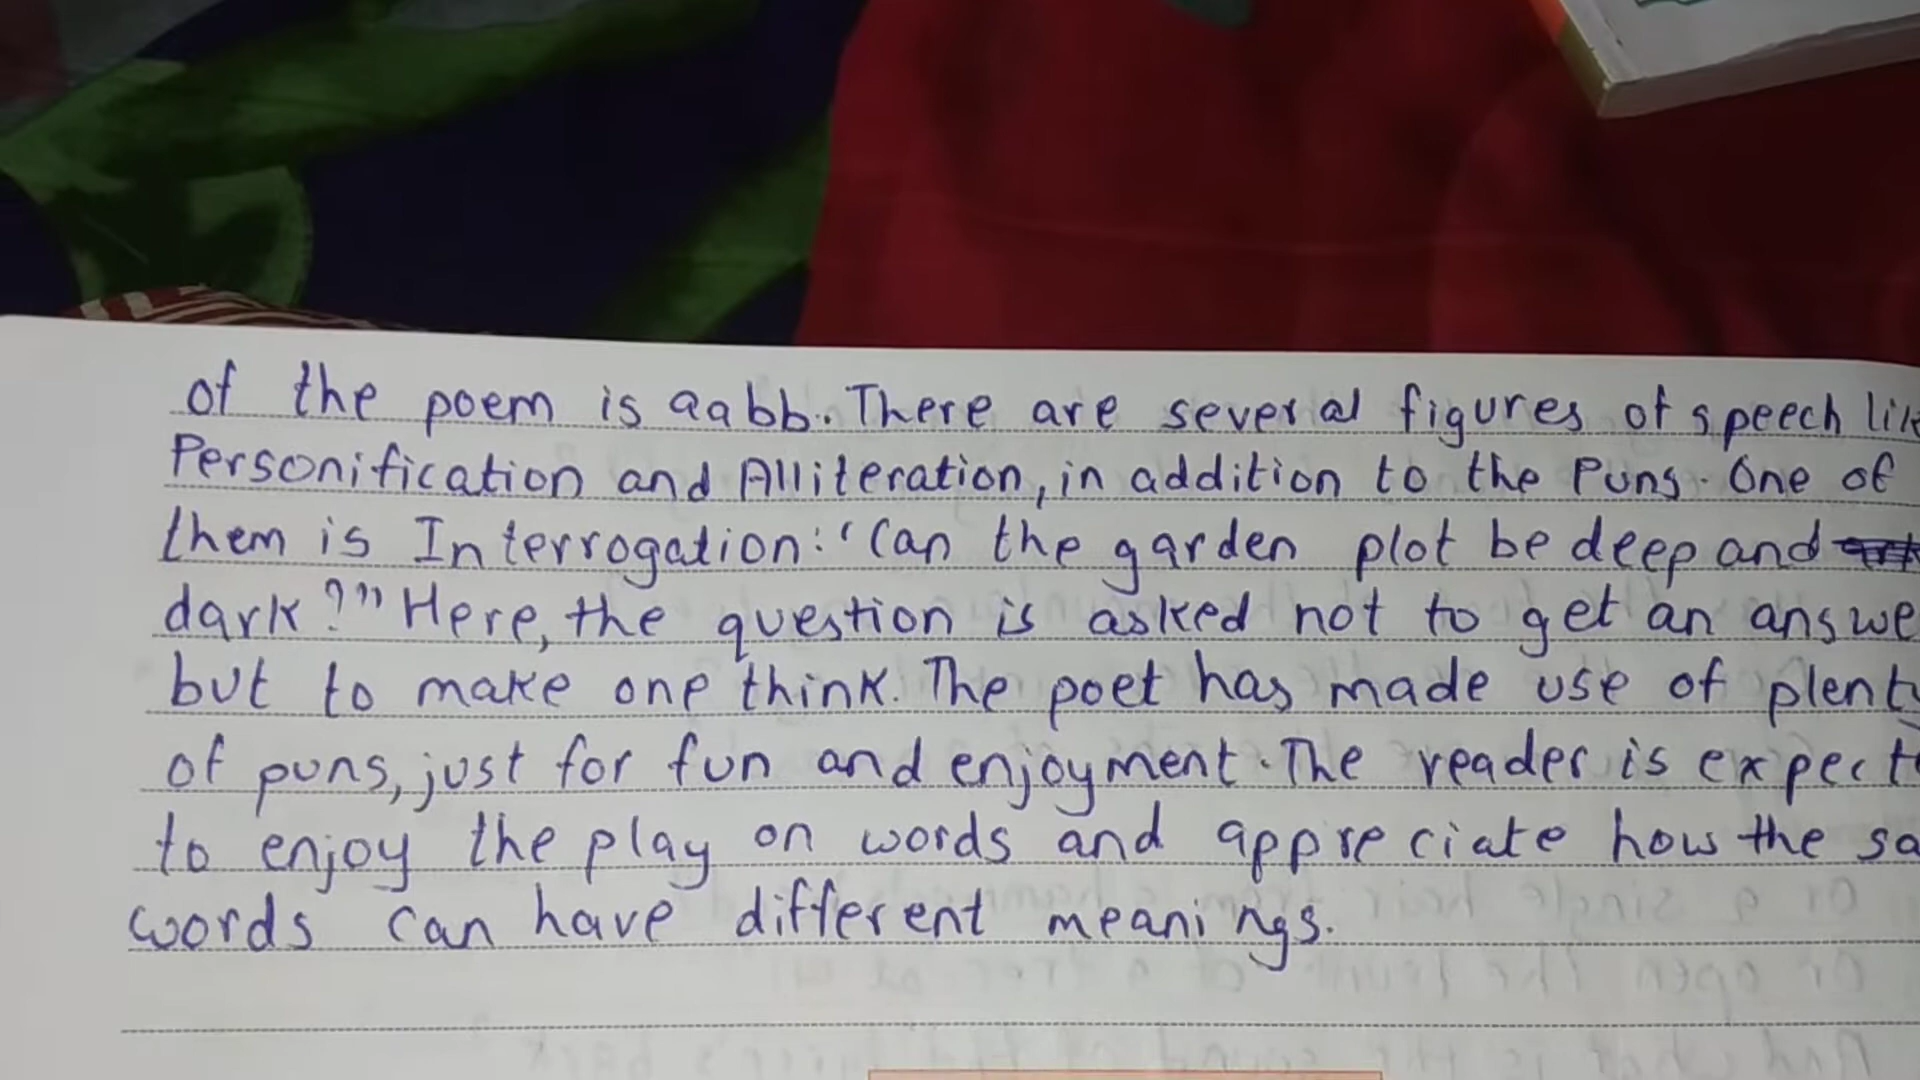 of the poem is aabb. There are several figures of speech
Personification and Alliteration, in addition to the Puns. One of
them is Interrogation: 'Can the garden plot be deep and
dark?" Here, the question is asked not to get an
but to make one think. The poet has made use of plenty
of puns, just for fun and enjoyment. The reader is
to enjoy the play on words and appreciate how the
words can have different meanings.